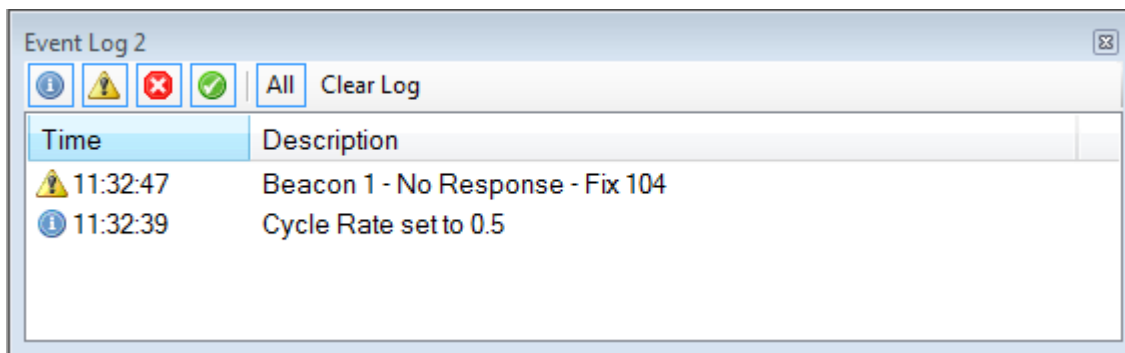 Event Log 2
All Clear Log
Time Description
11:32:47 Beacon 1 - No Response - Fix 104
11:32:39 Cycle Rate set to 0.5